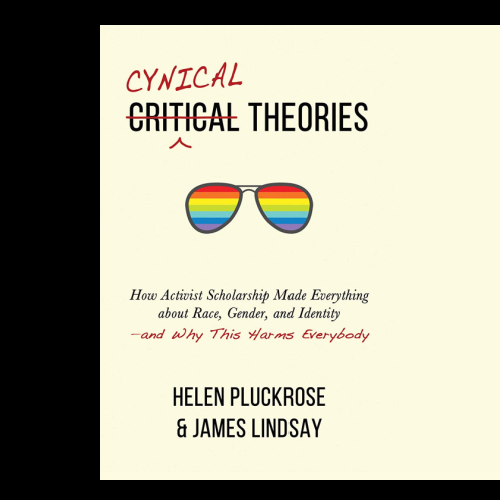 CYNICAL
CRITICAL THEORIES
How Activist Scholarship Made Everything
about Race, Gender, and Identity
—and Why This Harms Everybody
HELEN PLUCKROSE
& JAMES LINDSAY